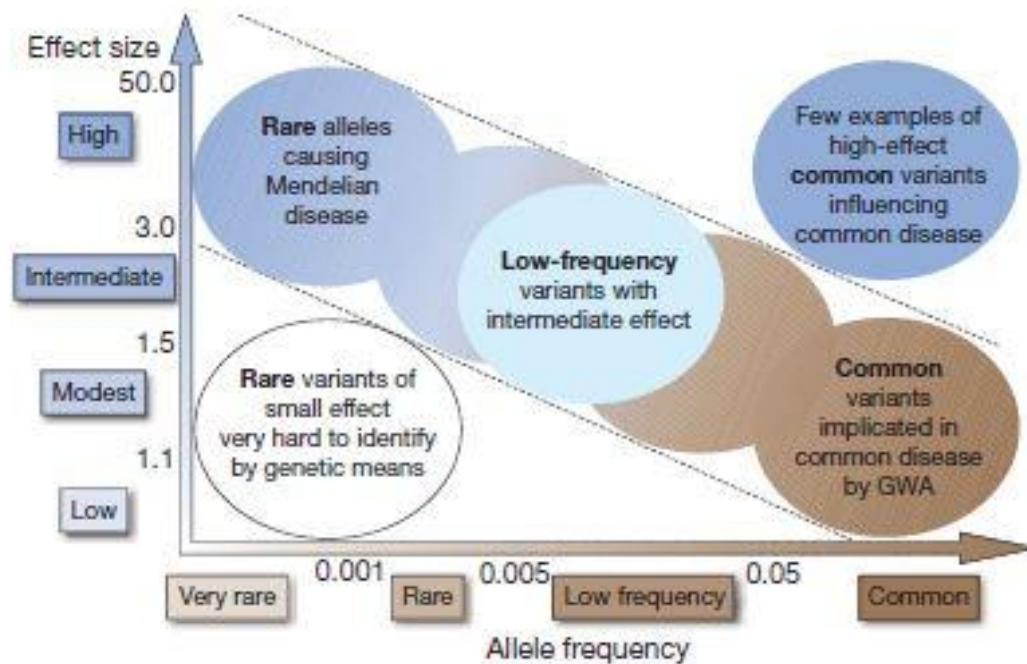 Effect size
50.0
High
3.0
Intermediate
1.5
Modest
1.1
Low
Rare alleles
causing
Mendelian
disease
Few examples of
high-effect
common variants
influencing
common disease
Low-frequency
variants with
intermediate effect
Rare variants of
small effect
very hard to identify
by genetic means
Common
variants
implicated in
common disease
by GWA
0.001
0.005
0.05
Very rare
Rare
Low frequency
Common
Allele frequency